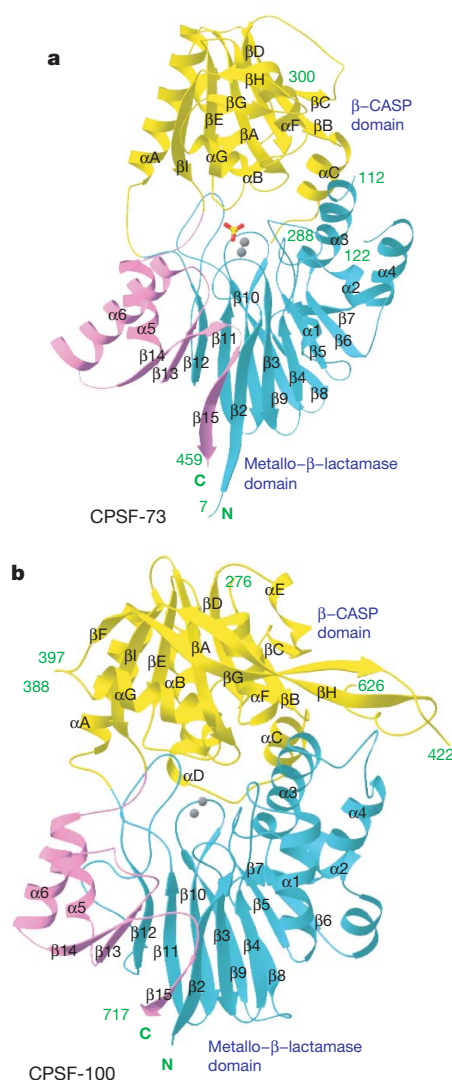 a
βD
βH
300
βG
βC
β-CASP
domain
βE
βB
αF
βA
αA
βI
αG
αB
αC
112
288
α3
122
α4
α2
β10
β7
α6
α5
β11
α1
β6
β14
β12
β3
β5
β13
β4
β15
β2
β9
β8
459
Metallo-β-lactamase
domain
C
7
N
CPSF-73
b
276
αE
βD
β-CASP
domain
βF
βA
βC
397
βI
βE
388
αG
αB
βG
αF
βB
βH
626
αA
αC
422
αD
α3
α4
β7
α2
α6
β10
α1
α5
β5
β12
β3
β6
β14
β13
β11
β4
β2
β9
β8
β15
717
C
N
Metallo-β-lactamase
domain
CPSF-100